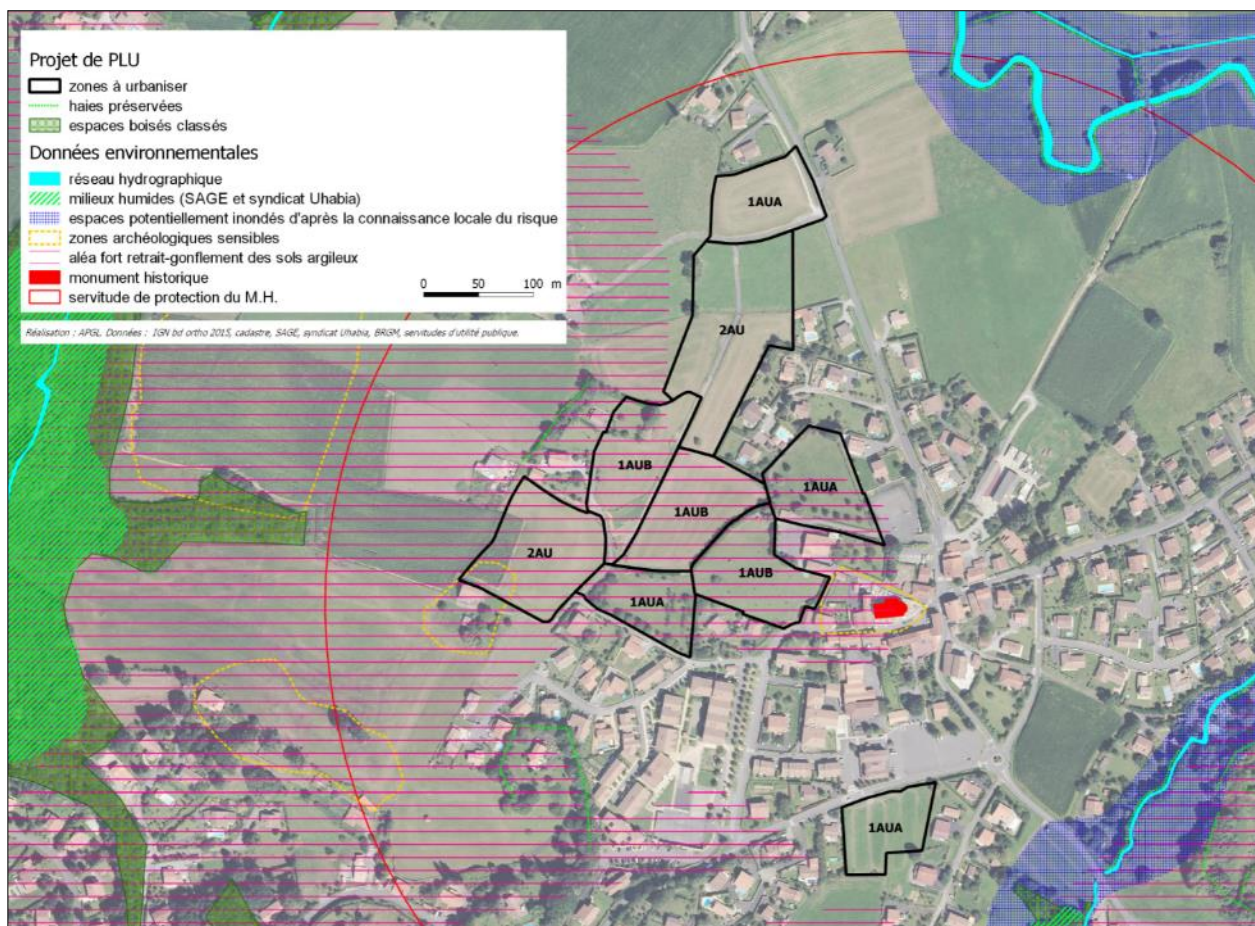 Projet de PLU
zones à urbaniser
haies préservées
espaces boisés classés
Données environnementales
réseau hydrographique
milieux humides (SAGE et syndicat Uhabia)
espaces potentiellement inondés d'après la connaissance locale du risque
zones archéologiques sensibles
aléa fort retrait-gonflement des sols argileux
monument historique
servitude de protection du M.H.
0 50 100 m
Réalisation : APGL. Données : IGN bd ortho 2015, cadastre, SAGE, syndicat Uhabia, BRGM, servitudes d'utilité publique.
1AUA
2AU
1AUB
1AUA
1AUB
2AU
1AUB
1AUA
1AUA